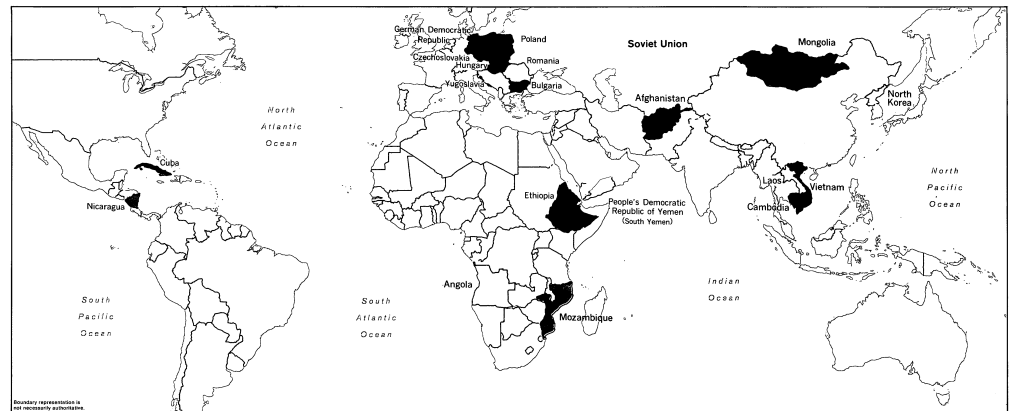 German Democratic
Republic
Poland
Soviet Union
Mongolia
Czechoslovakia
Hungary
Romania
Yugoslavia
Bulgaria
Afghanistan
North
Korea
North
Atlantic
Ocean
Cuba
Nicaragua
Ethiopia
People's Democratic
Republic of Yemen
(South Yemen)
Laos
Vietnam
Cambodia
North
Pacific
Ocean
Angola
Mozambique
Indian
Ocean
South
Pacific
Ocean
South
Atlantic
Ocean
Boundary representation is
not necessarily authoritative.